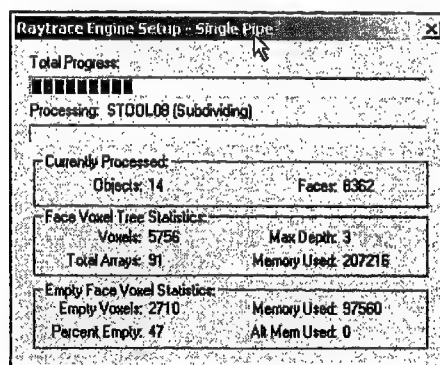 Raytrace Engine Setup - Single Pipe
Total Progress:
Processing: STOOL08 (Subdividing)
Currently Processed:
Objects: 14 Faces: 8362
Face Voxel Tree Statistics:
Voxels: 5756 Max Depth: 3
Total Arrays: 91 Memory Used: 207216
Empty Face Voxel Statistics:
Empty Voxels: 2710 Memory Used: 97560
Percent Empty: 47 Alt Mem Used: 0